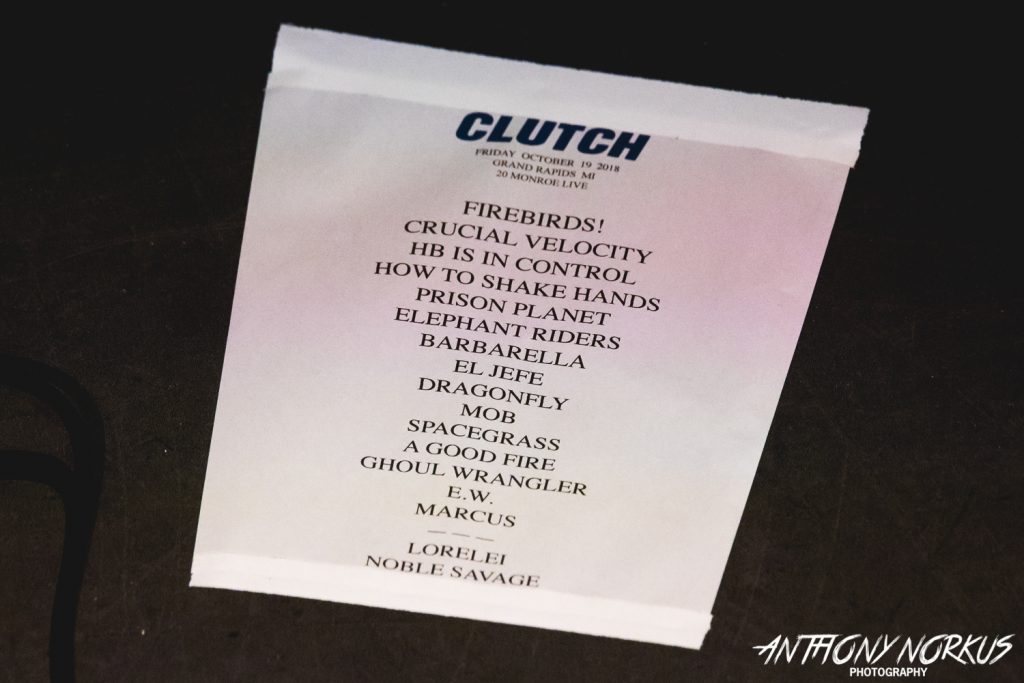 CLUTCH
FRIDAY OCTOBER 19 2018
GRAND RAPIDS MI
20 MONROE LIVE
FIREBIRDS!
CRUCIAL VELOCITY
HB IS IN CONTROL
HOW TO SHAKE HANDS
PRISON PLANET
ELEPHANT RIDERS
BARBARELLA
EL JEFE
DRAGONFLY
MOB
SPACEGRASS
A GOOD FIRE
GHOUL WRANGLER
E.W.
MARCUS
— — —
LORELEI
NOBLE SAVAGE
ANTHONY NORKUS
PHOTOGRAPHY